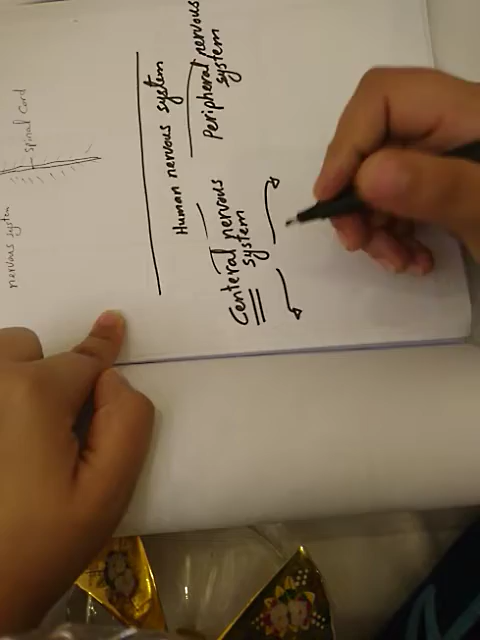 spinal cord
nervous system
Human nervous system
Centeral nervous
system
Peripheral nervous
system